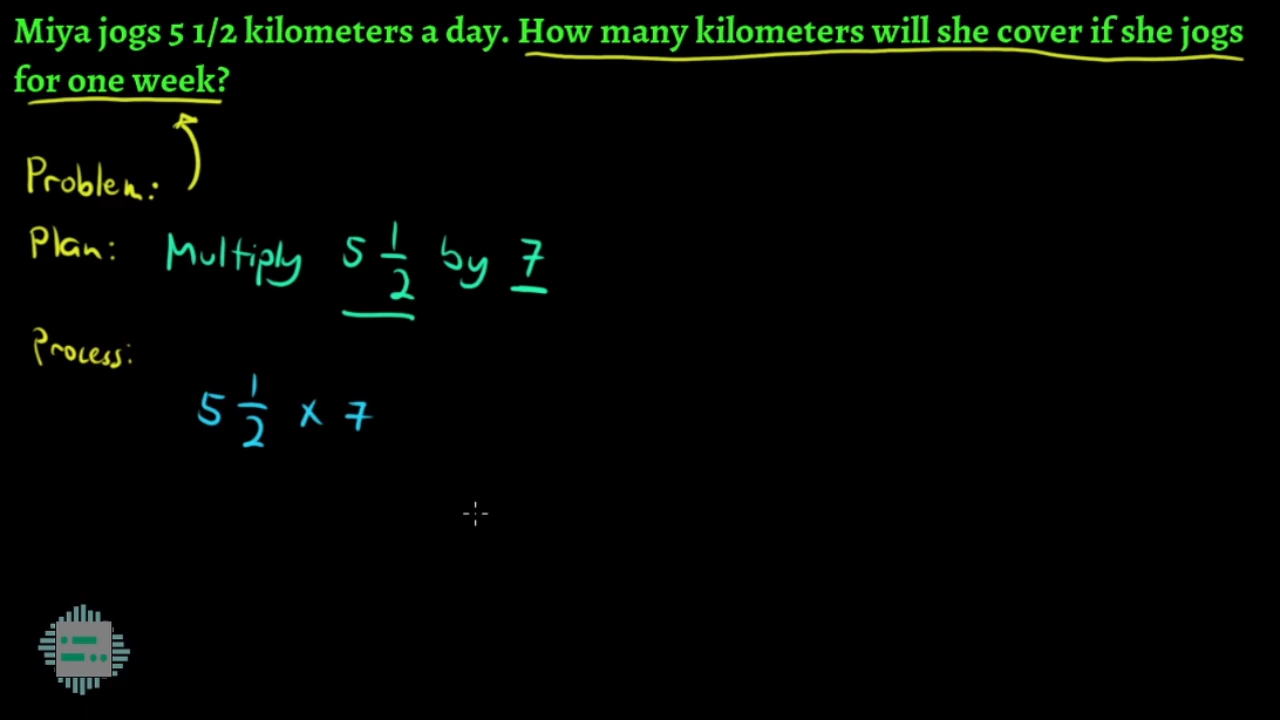 Miya jogs 5 1/2 kilometers a day. How many kilometers will she cover if she jogs
for one week?
Problem:
Plan: Multiply 5 1/2 by 7
Process:
5 1/2 x 7